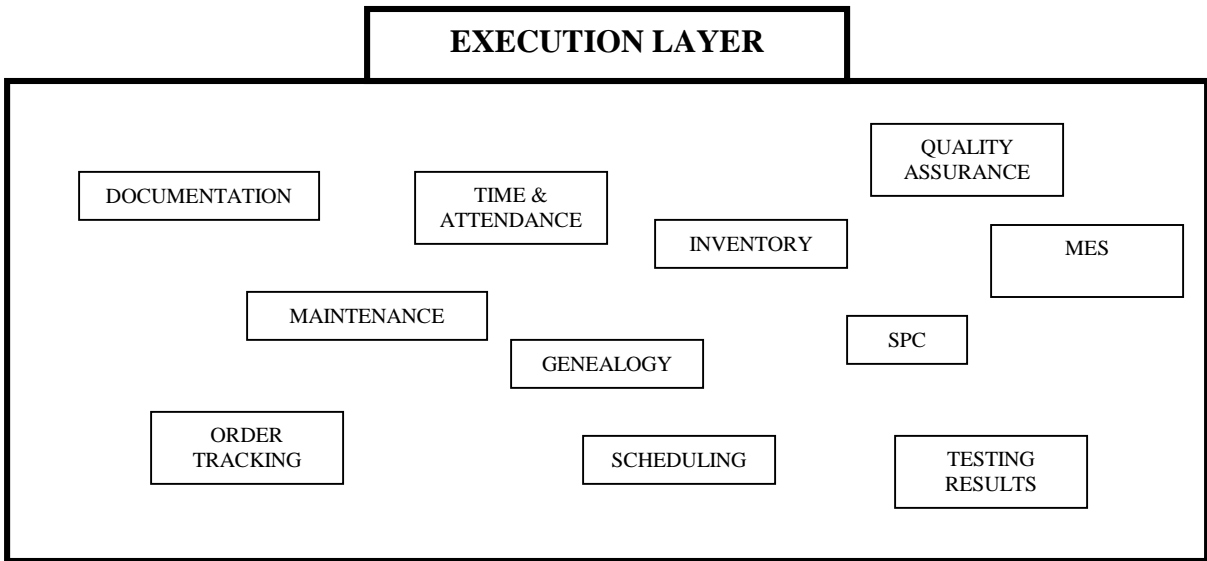 EXECUTION LAYER
QUALITY
ASSURANCE
DOCUMENTATION
TIME &
ATTENDANCE
INVENTORY
MES
MAINTENANCE
SPC
GENEALOGY
ORDER
TRACKING
SCHEDULING
TESTING
RESULTS